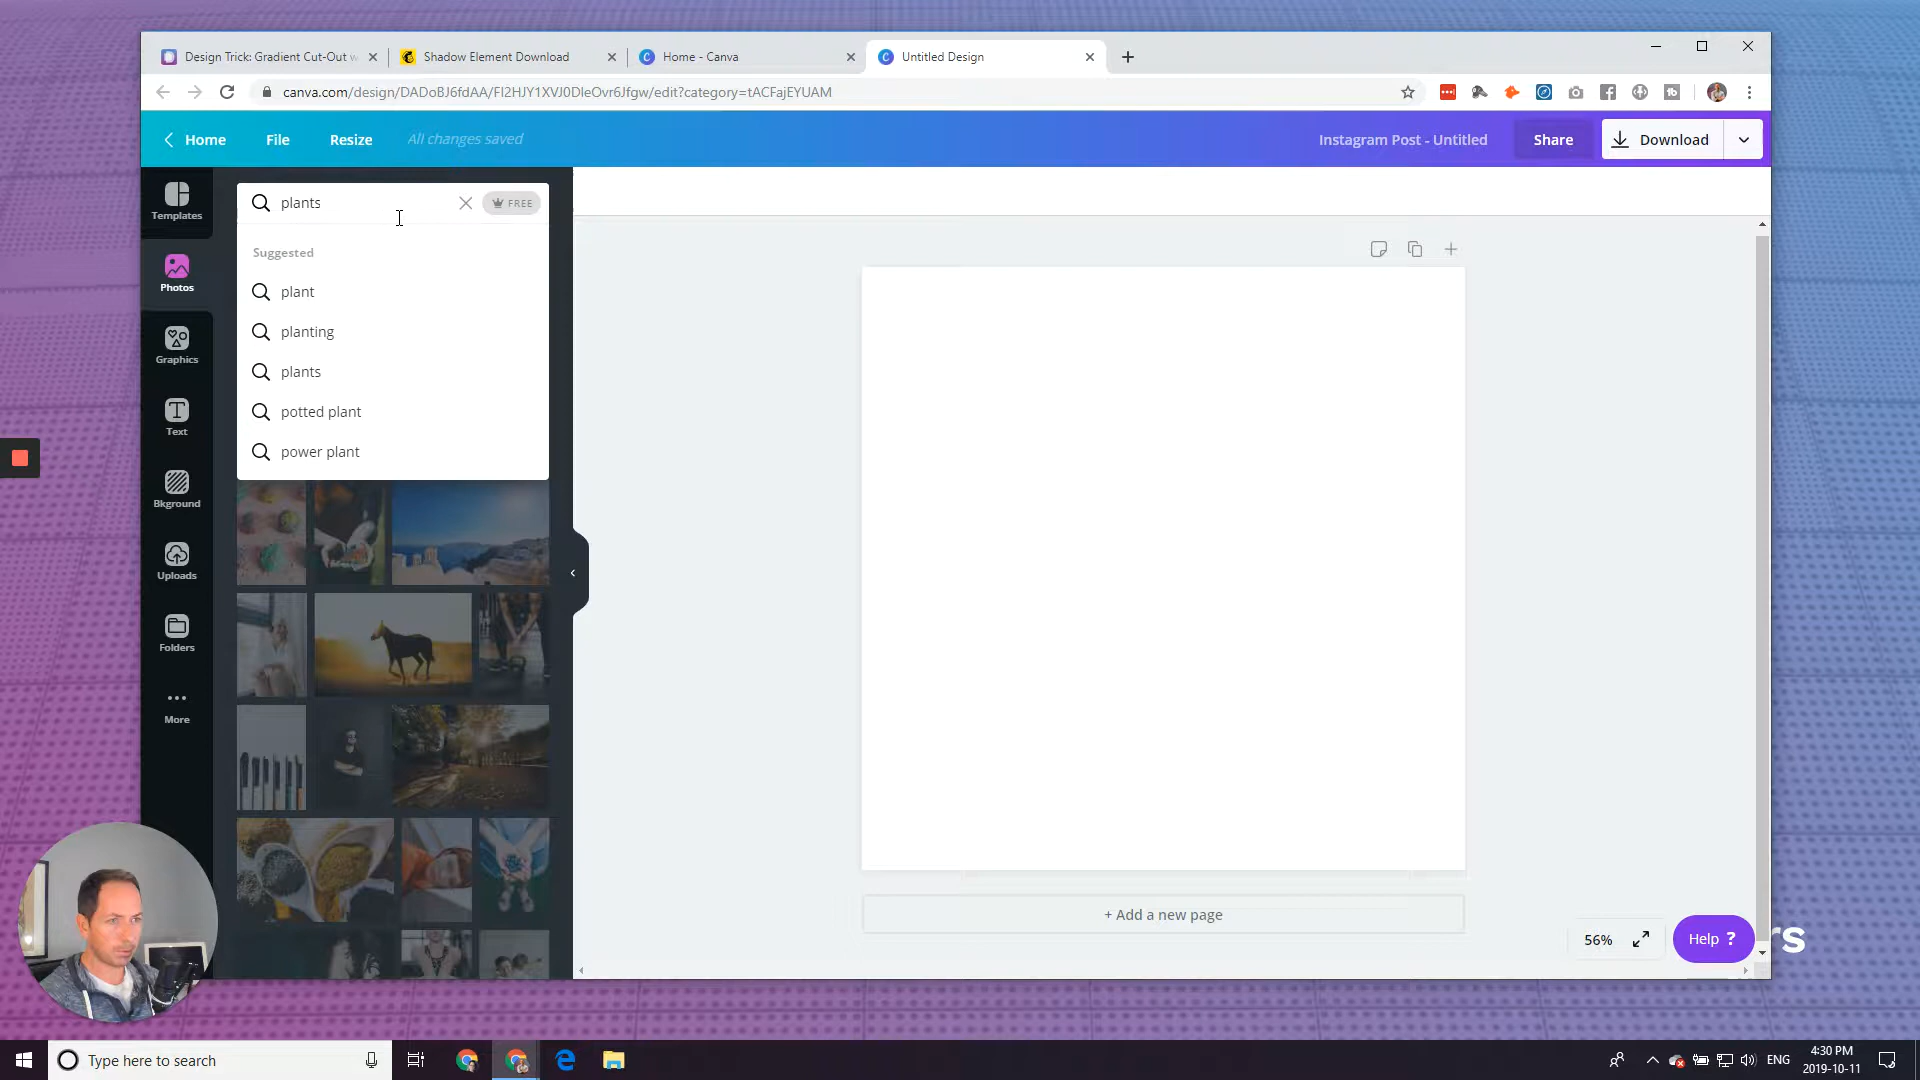 Design Trick: Gradient Cut-Out w
Shadow Element Download
Home - Canva
Untitled Design
canva.com/design/DADoBJ6fdAA/FI2HJY1XVJ0DleOvr6Jfgw/edit?category=tACFajEYUAM
Home
File
Resize
All changes saved
Instagram Post - Untitled
Share
Download
Templates
Photos
Graphics
Text
Bkground
Uploads
Folders
More
plants
FREE
Suggested
plant
planting
plants
potted plant
power plant
+ Add a new page
56%
Help ?
rs
Type here to search
ENG
4:30 PM
2019-10-11